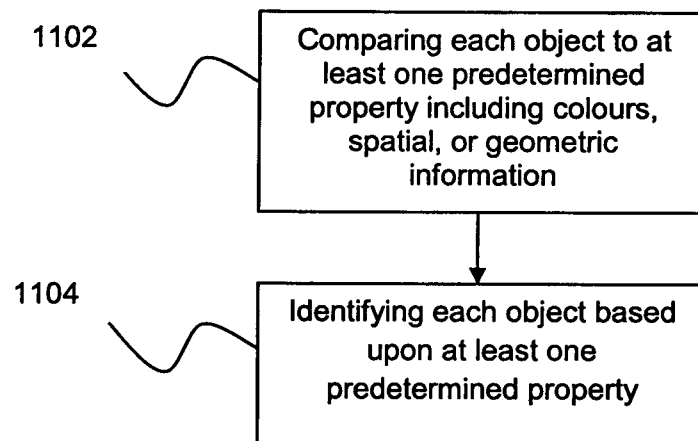 1102
Comparing each object to at
least one predetermined
property including colours,
spatial, or geometric
information
1104
Identifying each object based
upon at least one
predetermined property